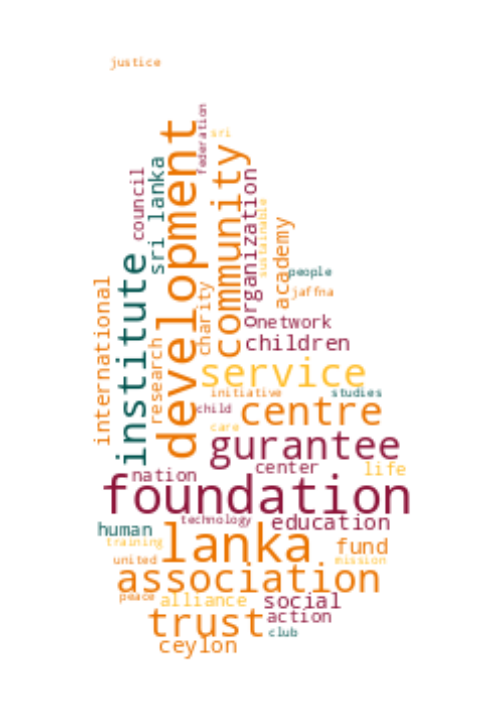 justice
federation
sri
development
community
council
sri lanka
organization
sustainable
academy
people
jaffna
institute
international
charity
research
network
children
service
initiative
studies
child
centre
care
gurantee
center
life
nation
foundation
technology
education
human
lanka
training
fund
united
mission
association
peace
alliance
social
trust
action
club
ceylon